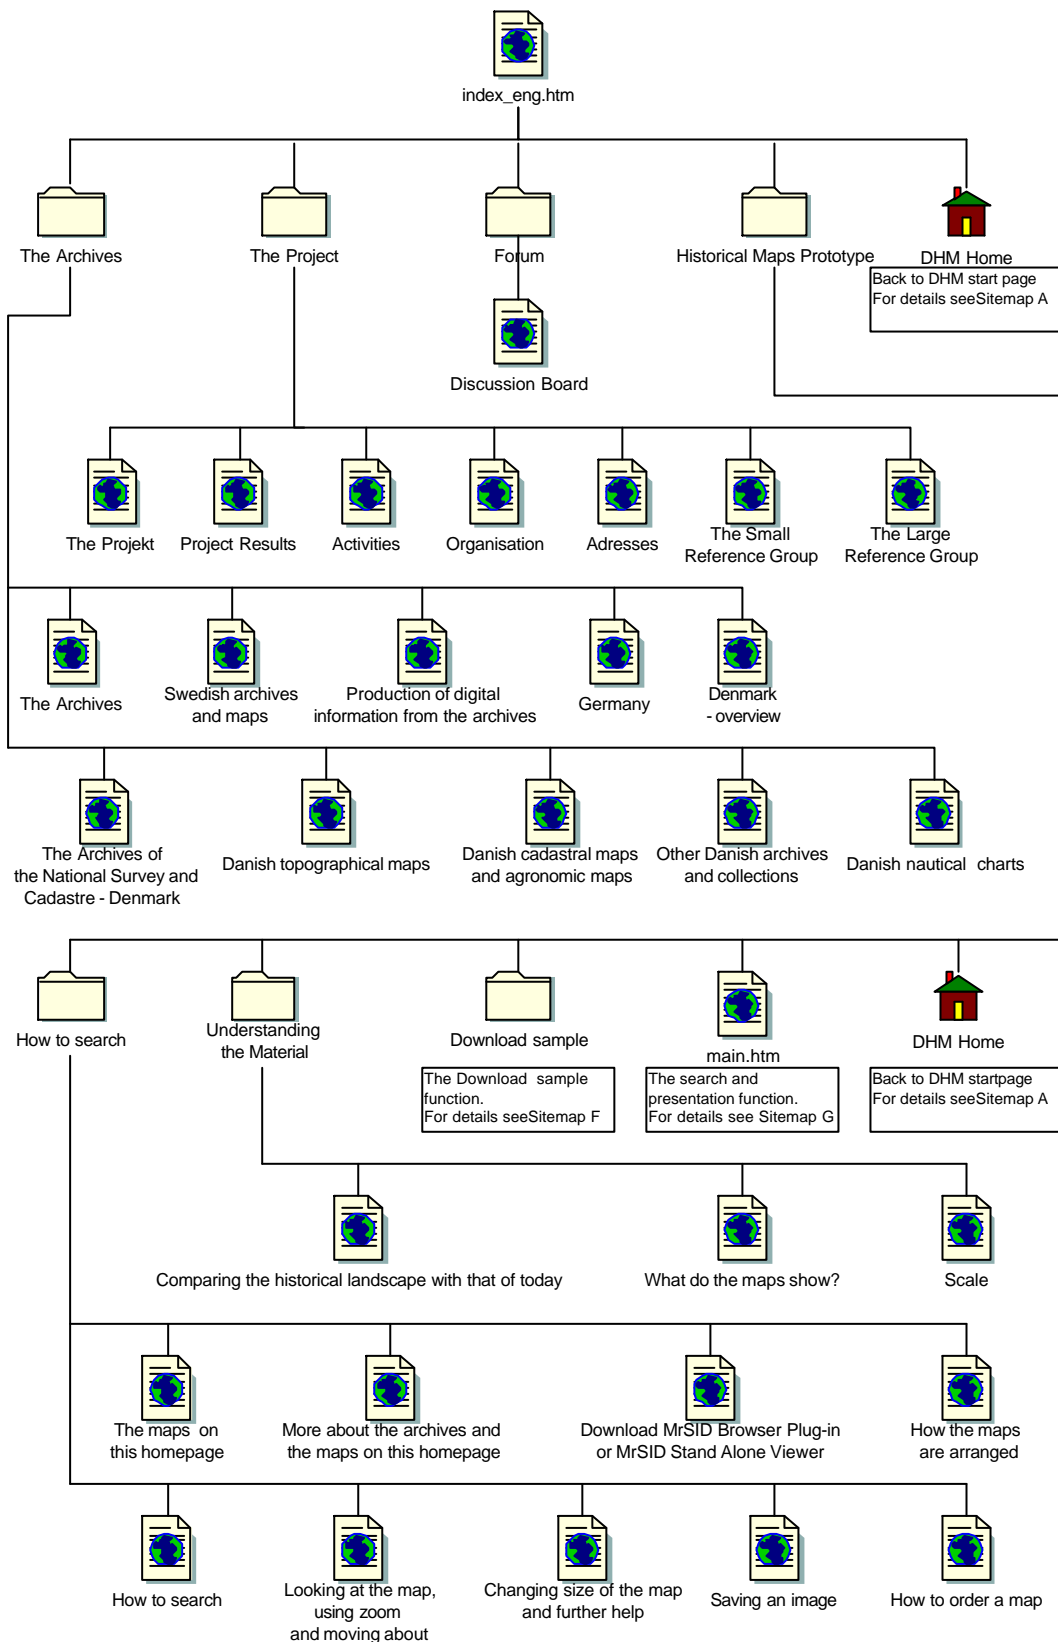 index_eng.htm
The Archives
The Project
Forum
Historical Maps Prototype
DHM Home
Back to DHM start page
For details seeSitemap A
Discussion Board
The Projekt
Project Results
Activities
Organisation
Adresses
The Small
Reference Group
The Large
Reference Group
The Archives
Swedish archives
and maps
Production of digital
information from the archives
Germany
Denmark
- overview
The Archives of
the National Survey and
Cadastre - Denmark
Danish topographical maps
Danish cadastral maps
and agronomic maps
Other Danish archives
and collections
Danish nautical charts
How to search
Understanding
the Material
Download sample
The Download sample
function.
For details seeSitemap F
main.htm
The search and
presentation function.
For details see Sitemap G
DHM Home
Back to DHM startpage
For details seeSitemap A
Comparing the historical landscape with that of today
What do the maps show?
Scale
The maps on
this homepage
More about the archives and
the maps on this homepage
Download MrSID Browser Plug-in
or MrSID Stand Alone Viewer
How the maps
are arranged
How to search
Looking at the map,
using zoom
and moving about
Changing size of the map
and further help
Saving an image
How to order a map